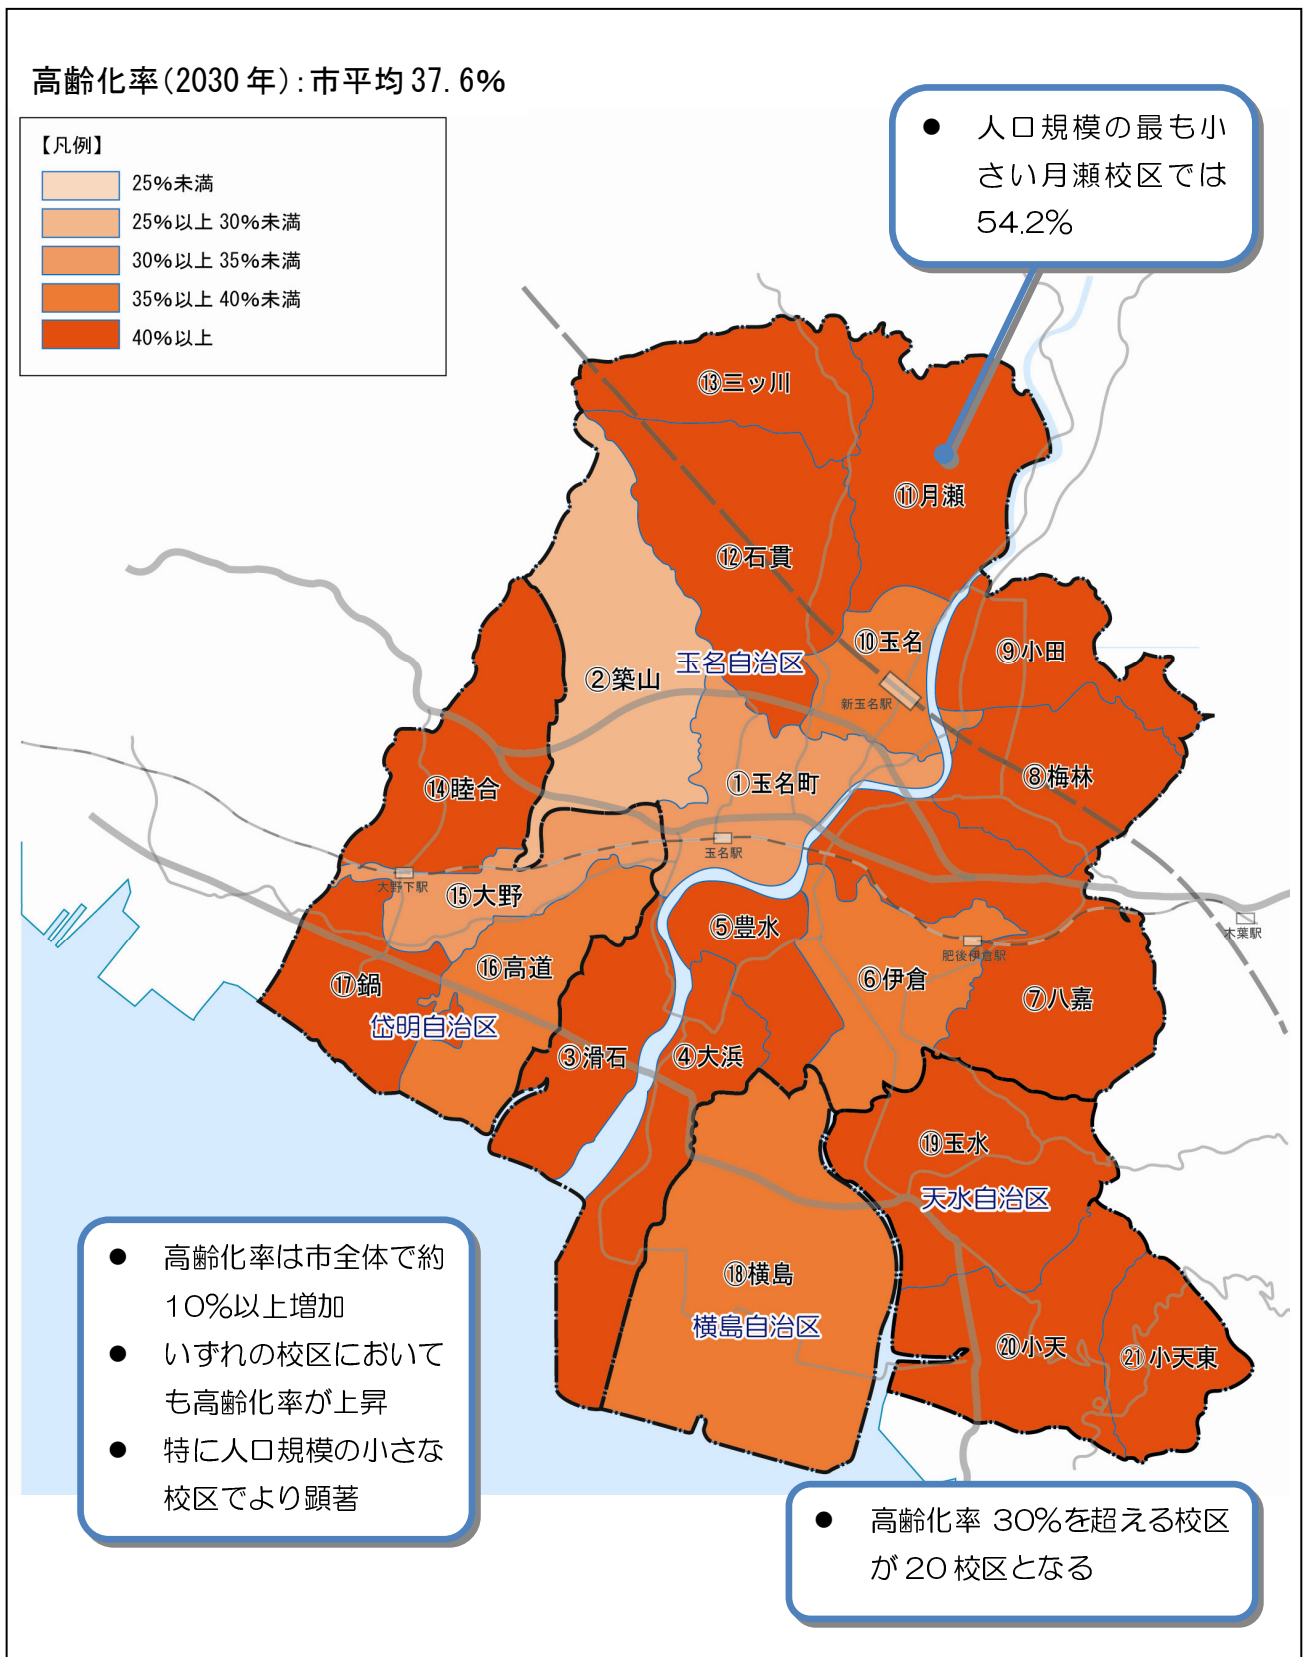 高齢化率(2030年):市平均37.6%
【凡例】
25%未満
25%以上 30%未満
30%以上 35%未満
35%以上 40%未満
40%以上
● 人口規模の最も小
さい月瀬校区では
54.2%
⑬三ッ川
⑪月瀬
⑫石貫
⑩玉名
⑨小田
玉名自治区
②築山
新玉名駅
⑧梅林
①玉名町
⑭睦合
玉名駅
大野下駅
⑮大野
⑤豊水
木葉駅
肥後伊倉駅
⑯高道
⑥伊倉
⑰鍋
⑦八嘉
岱明自治区
③滑石
④大浜
⑲玉水
天水自治区
⑱横島
横島自治区
⑳小天
㉑小天東
● 高齢化率は市全体で約
10%以上増加
● いずれの校区において
も高齢化率が上昇
● 特に人口規模の小さな
校区でより顕著
● 高齢化率 30%を超える校区
が20校区となる